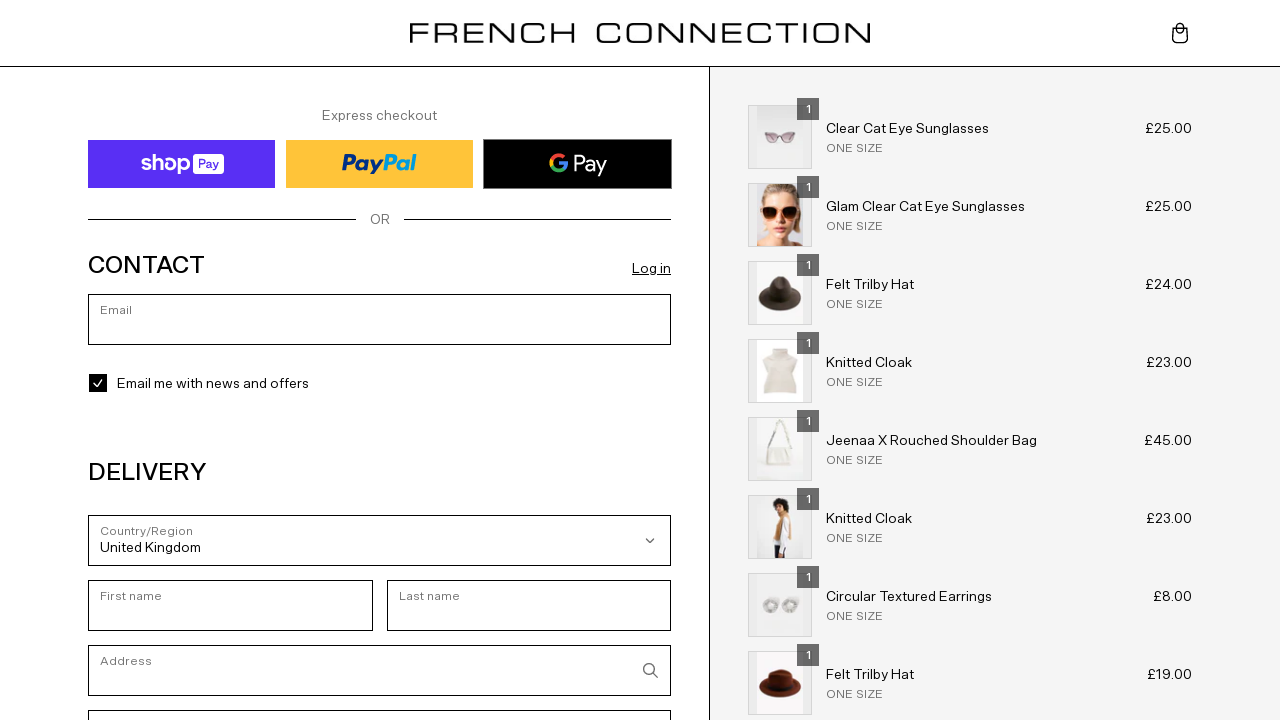 FRENCH CONNECTION
Express checkout
shop Pay
PayPal
G Pay
OR
CONTACT
Log in
Email
Email me with news and offers
DELIVERY
Country/Region
United Kingdom
First name
Last name
Address
1
Clear Cat Eye Sunglasses £25.00
ONE SIZE
1
Glam Clear Cat Eye Sunglasses £25.00
ONE SIZE
1
Felt Trilby Hat £24.00
ONE SIZE
1
Knitted Cloak £23.00
ONE SIZE
1
Jeenaa X Rouched Shoulder Bag £45.00
ONE SIZE
1
Knitted Cloak £23.00
ONE SIZE
1
Circular Textured Earrings £8.00
ONE SIZE
1
Felt Trilby Hat £19.00
ONE SIZE